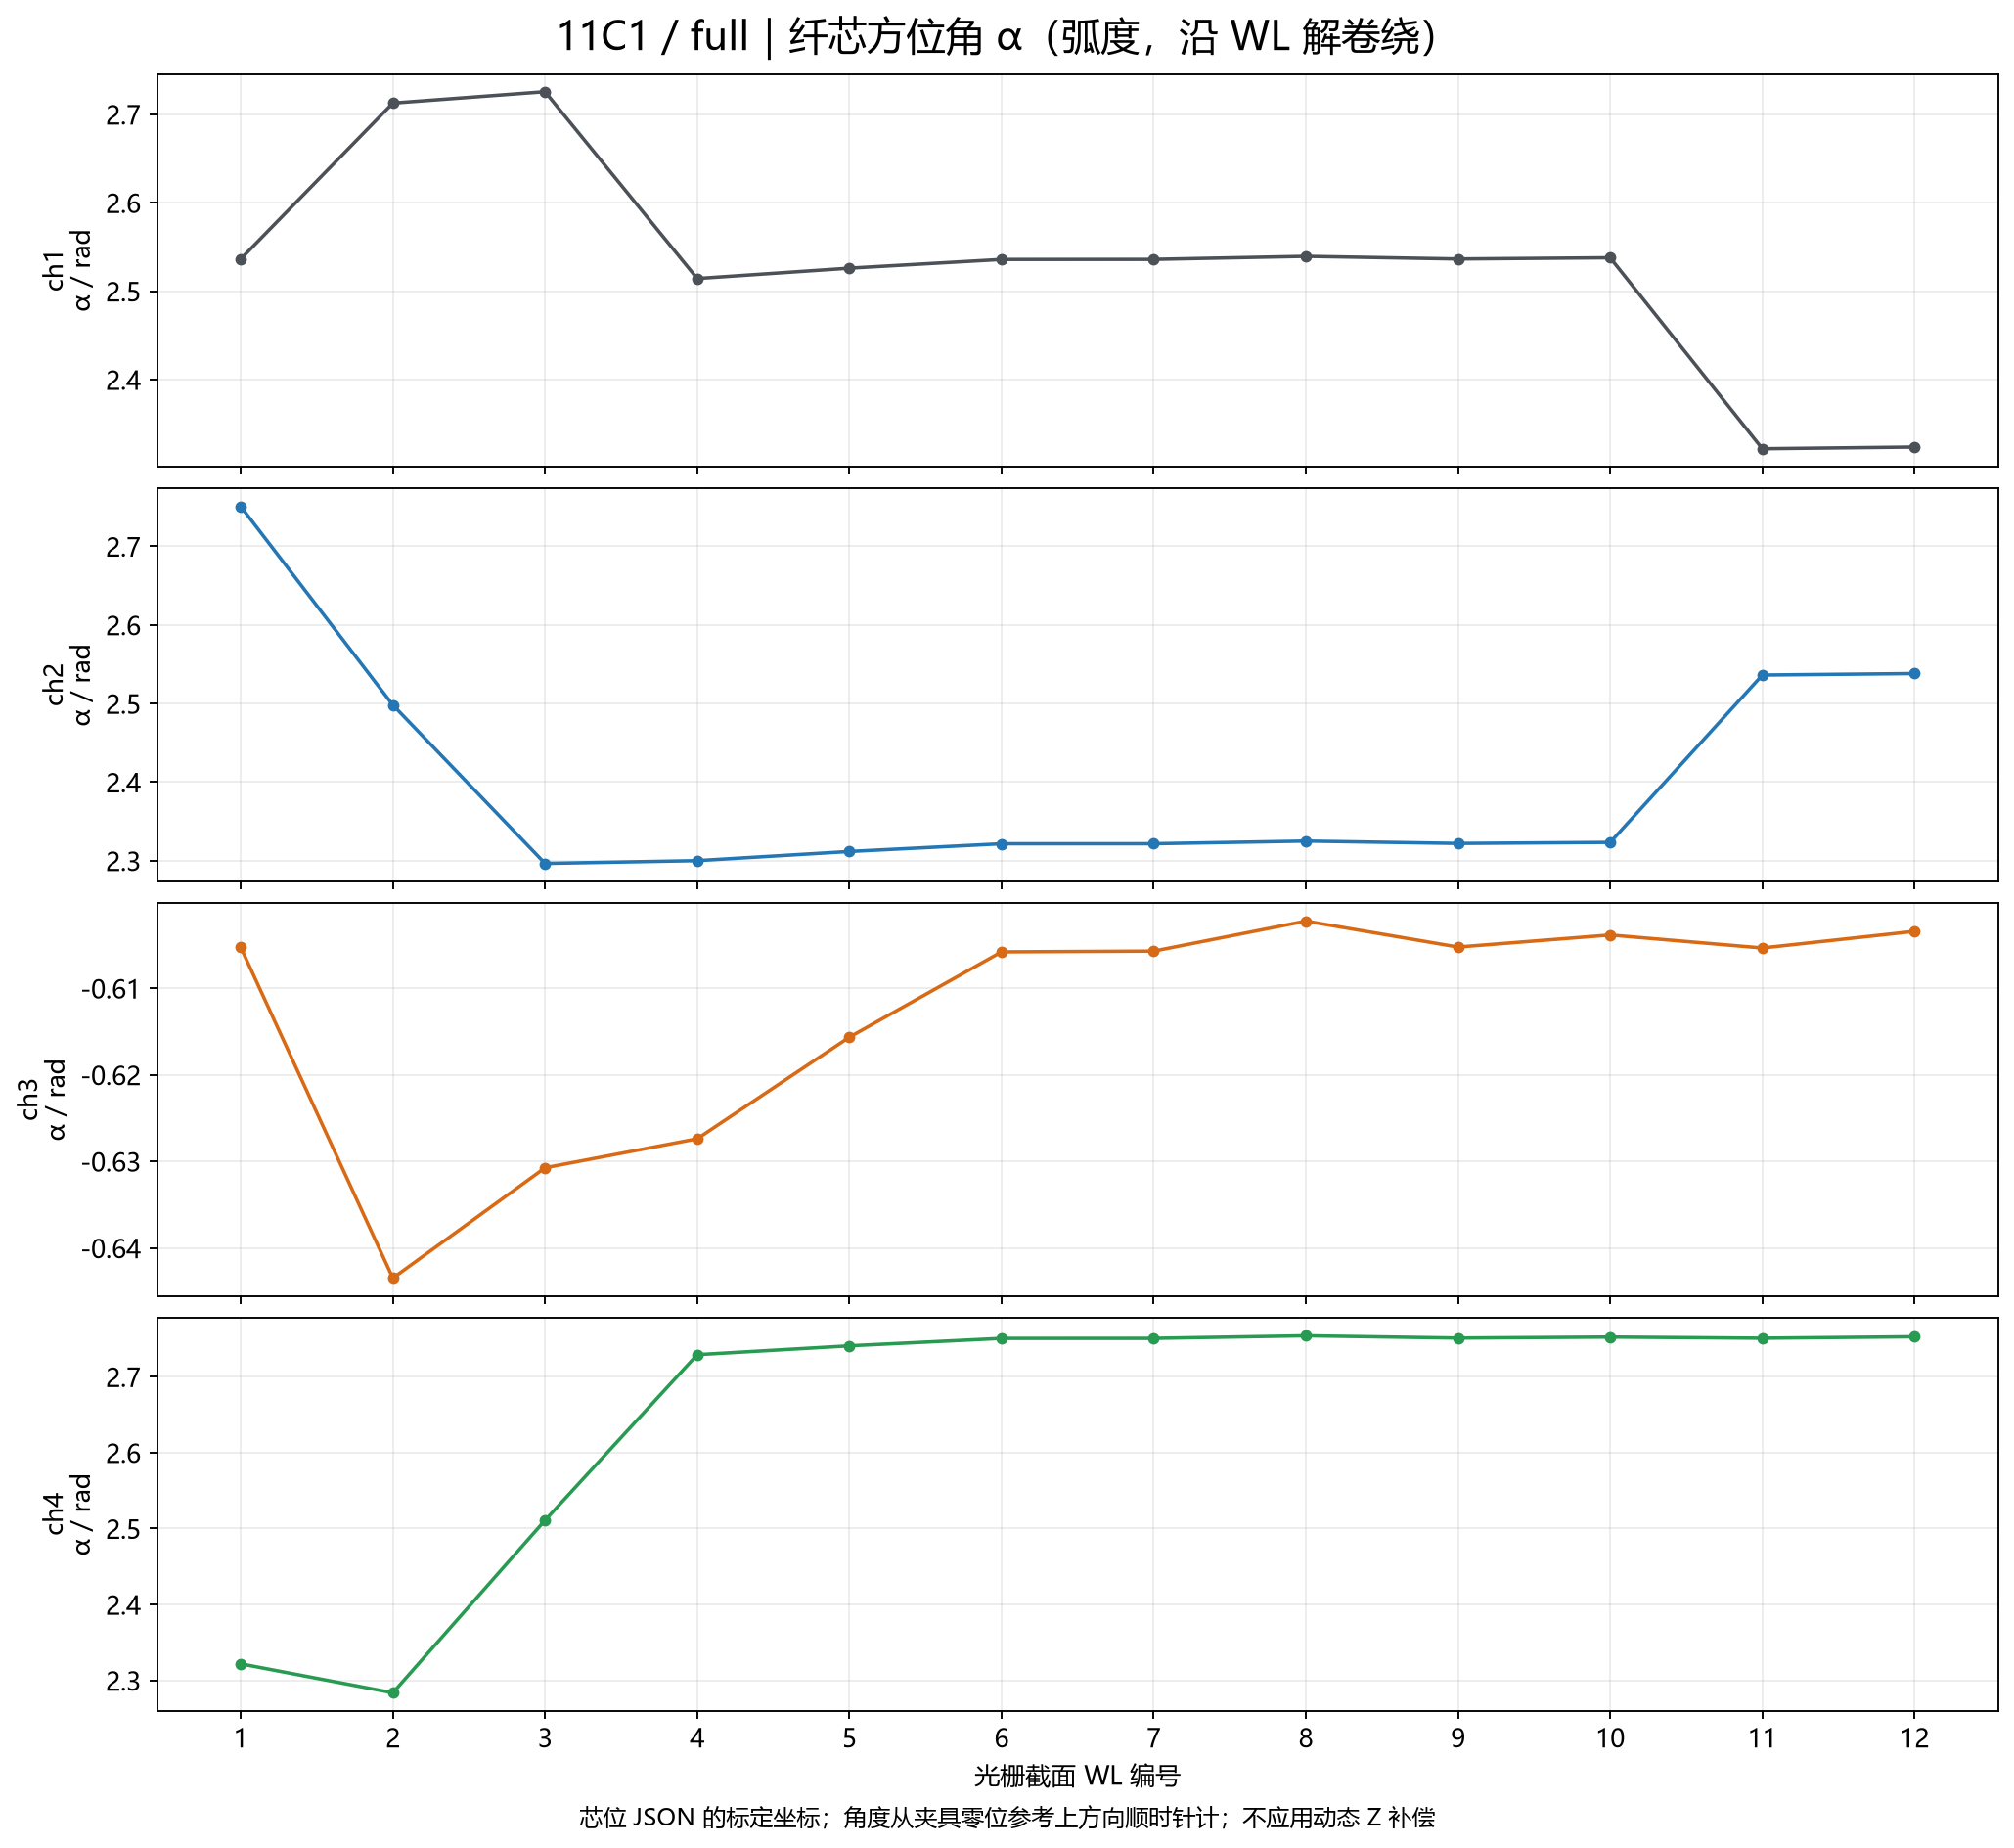 11C1 / full | 纤芯方位角 α（弧度，沿 WL 解卷绕）
ch1
α / rad
2.7
2.6
2.5
2.4
ch2
α / rad
2.7
2.6
2.5
2.4
2.3
ch3
α / rad
-0.61
-0.62
-0.63
-0.64
ch4
α / rad
2.7
2.6
2.5
2.4
2.3
1 2 3 4 5 6 7 8 9 10 11 12
光栅截面 WL 编号
芯位 JSON 的标定坐标；角度从夹具零位参考上方向顺时针计；不应用动态 Z 补偿